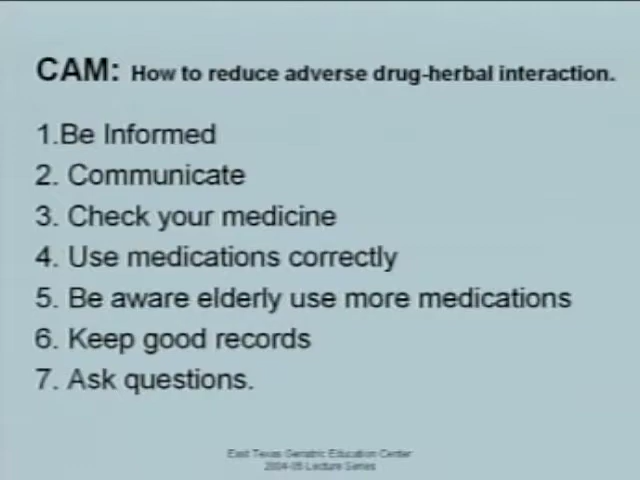 CAM: How to reduce adverse drug-herbal interaction.
1.Be Informed
2. Communicate
3. Check your medicine
4. Use medications correctly
5. Be aware elderly use more medications
6. Keep good records
7. Ask questions.
East Texas Geriatric Education Center
2004-05 Lecture Series